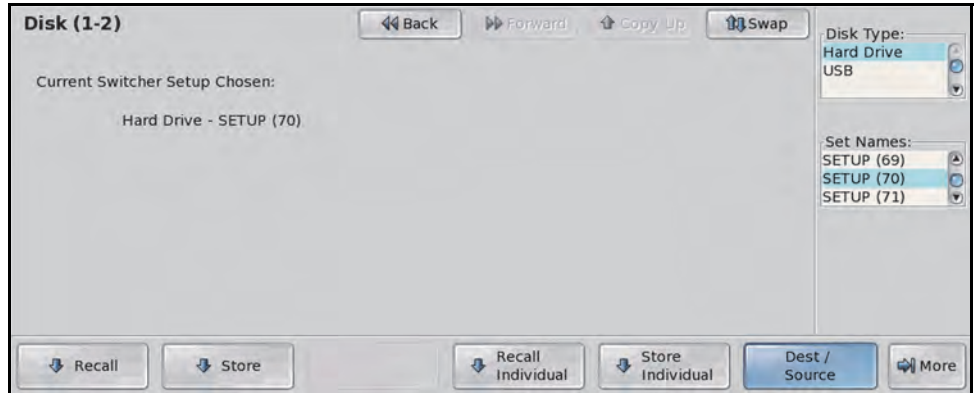 Disk (1-2)
Back
Forward
Copy Up
Swap
Current Switcher Setup Chosen:
Hard Drive - SETUP (70)
Disk Type:
Hard Drive
USB
Set Names:
SETUP (69)
SETUP (70)
SETUP (71)
Recall
Store
Recall
Individual
Store
Individual
Dest /
Source
More